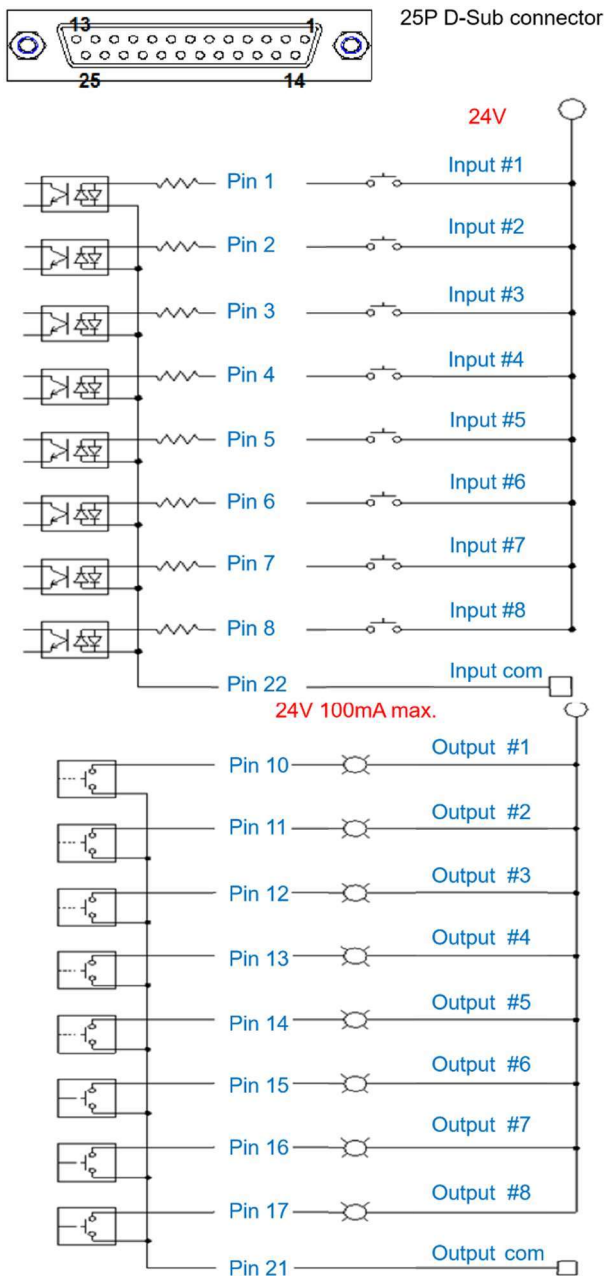 25P D-Sub connector
13 1
25 14
24V
Pin 1 Input #1
Pin 2 Input #2
Pin 3 Input #3
Pin 4 Input #4
Pin 5 Input #5
Pin 6 Input #6
Pin 7 Input #7
Pin 8 Input #8
Pin 22 Input com
24V 100mA max.
Pin 10 Output #1
Pin 11 Output #2
Pin 12 Output #3
Pin 13 Output #4
Pin 14 Output #5
Pin 15 Output #6
Pin 16 Output #7
Pin 17 Output #8
Pin 21 Output com